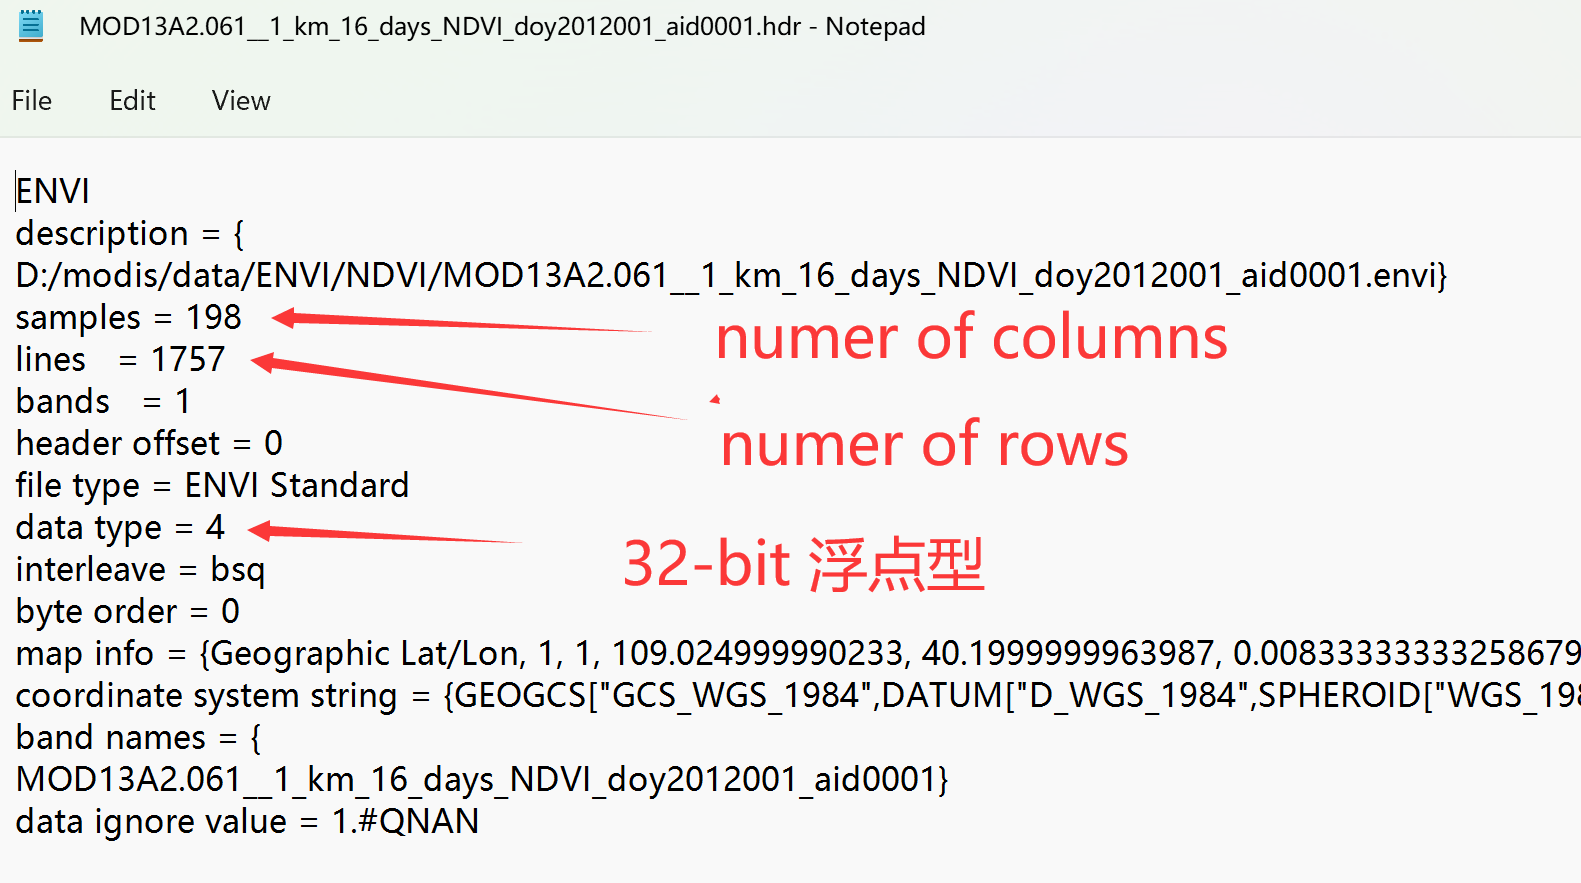 MOD13A2.061__1_km_16_days_NDVI_doy2012001_aid0001.hdr - Notepad
File Edit View
ENVI
description = {
D:/modis/data/ENVI/NDVI/MOD13A2.061__1_km_16_days_NDVI_doy2012001_aid0001.envi}
samples = 198
numer of columns
lines = 1757
bands = 1
numer of rows
header offset = 0
file type = ENVI Standard
data type = 4
32-bit 浮点型
interleave = bsq
byte order = 0
map info = {Geographic Lat/Lon, 1, 1, 109.024999990233, 40.1999999963987, 0.00833333333258679
coordinate system string = {GEOGCS["GCS_WGS_1984",DATUM["D_WGS_1984",SPHEROID["WGS_198
band names = {
MOD13A2.061__1_km_16_days_NDVI_doy2012001_aid0001}
data ignore value = 1.#QNAN